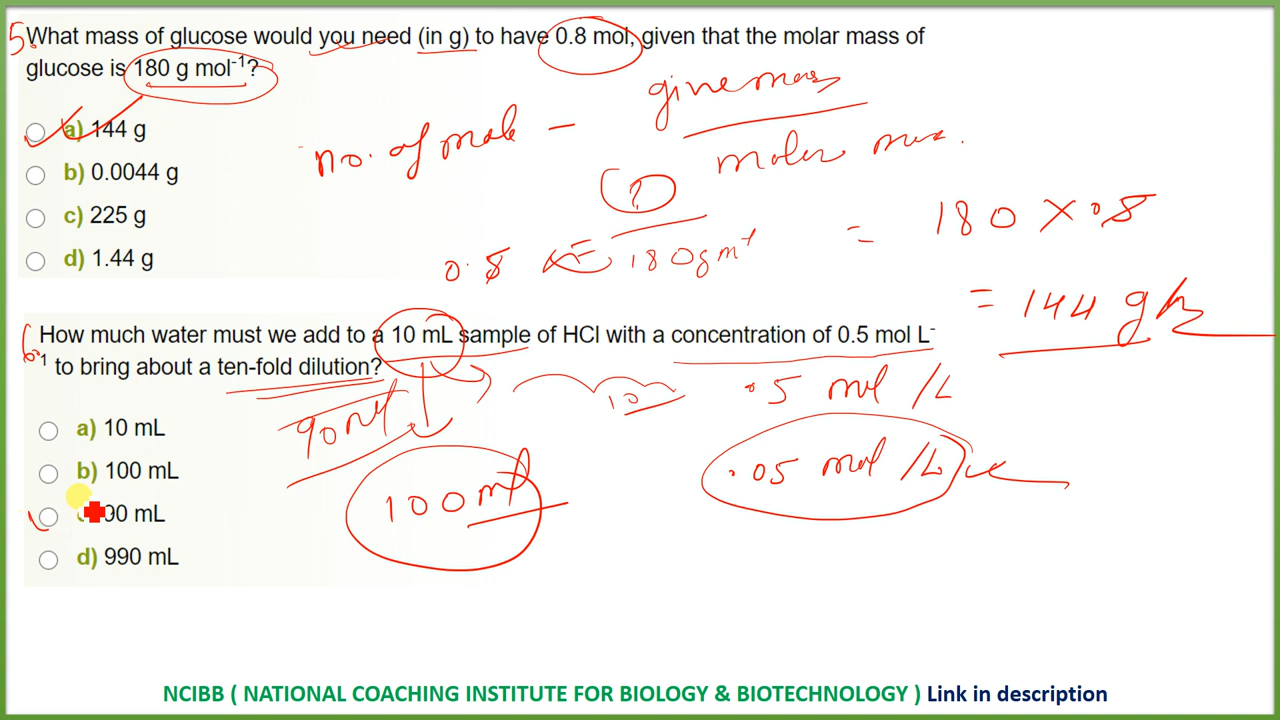 5. What mass of glucose would you need (in g) to have 0.8 mol, given that the molar mass of
glucose is 180 g mol-1?
a) 144 g
b) 0.0044 g
c) 225 g
d) 1.44 g
no. of mole =
give mass
molar mass.
0.8 =
?
180 g m-1
= 180 × .8
= 144 g
6. How much water must we add to a 10 mL sample of HCl with a concentration of 0.5 mol L-
1 to bring about a ten-fold dilution?
a) 10 mL
b) 100 mL
90 mL
d) 990 mL
90 ml
10
100 ml
.5 mol /L
.05 mol /L
NCIBB ( NATIONAL COACHING INSTITUTE FOR BIOLOGY & BIOTECHNOLOGY ) Link in description